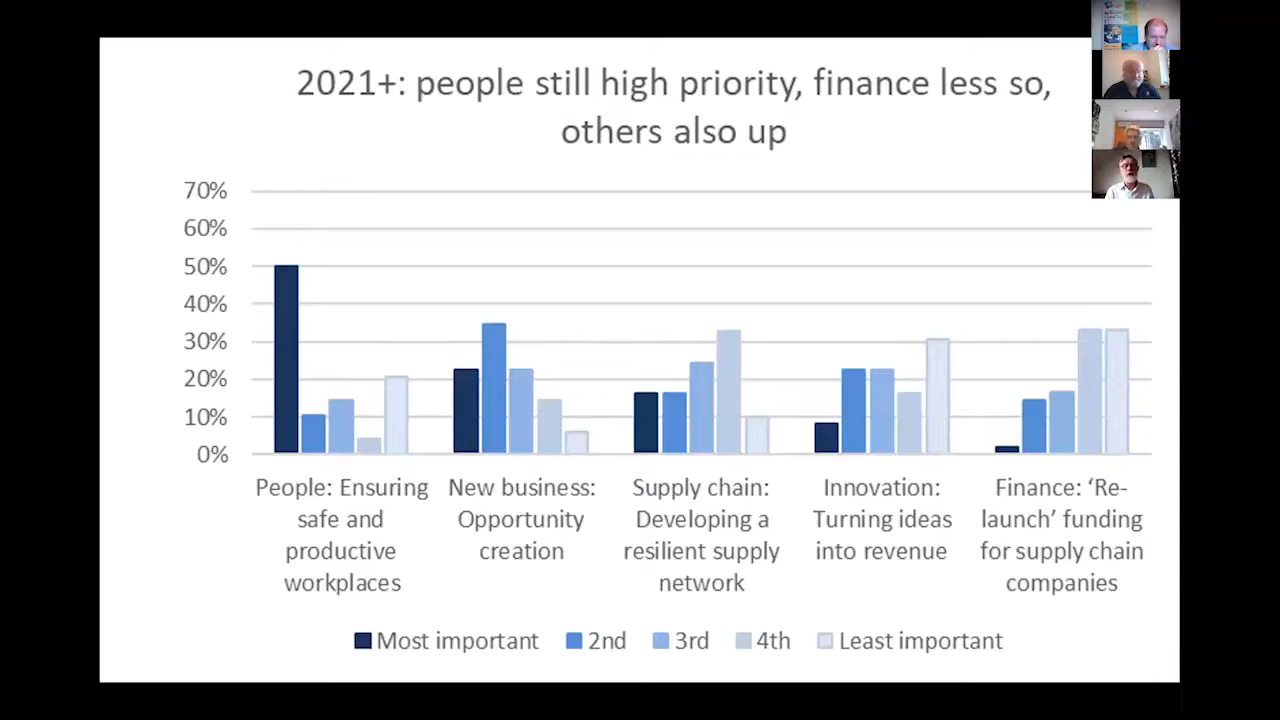 2021+: people still high priority, finance less so,
others also up
70%
60%
50%
40%
30%
20%
10%
0%
People: Ensuring
safe and
productive
workplaces
New business:
Opportunity
creation
Supply chain:
Developing a
resilient supply
network
Innovation:
Turning ideas
into revenue
Finance: ‘Re-
launch’ funding
for supply chain
companies
Most important
2nd
3rd
4th
Least important